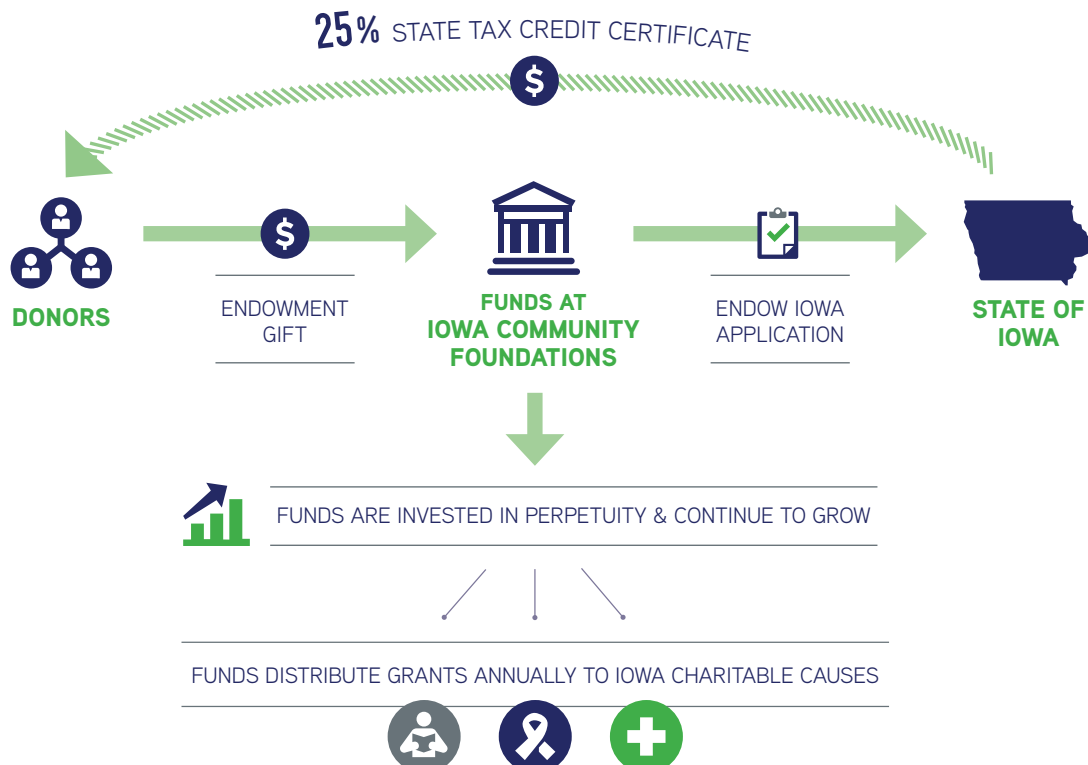 25% STATE TAX CREDIT CERTIFICATE
$
$
DONORS
ENDOWMENT
GIFT
FUNDS AT
IOWA COMMUNITY
FOUNDATIONS
ENDOW IOWA
APPLICATION
STATE OF
IOWA
FUNDS ARE INVESTED IN PERPETUITY & CONTINUE TO GROW
FUNDS DISTRIBUTE GRANTS ANNUALLY TO IOWA CHARITABLE CAUSES